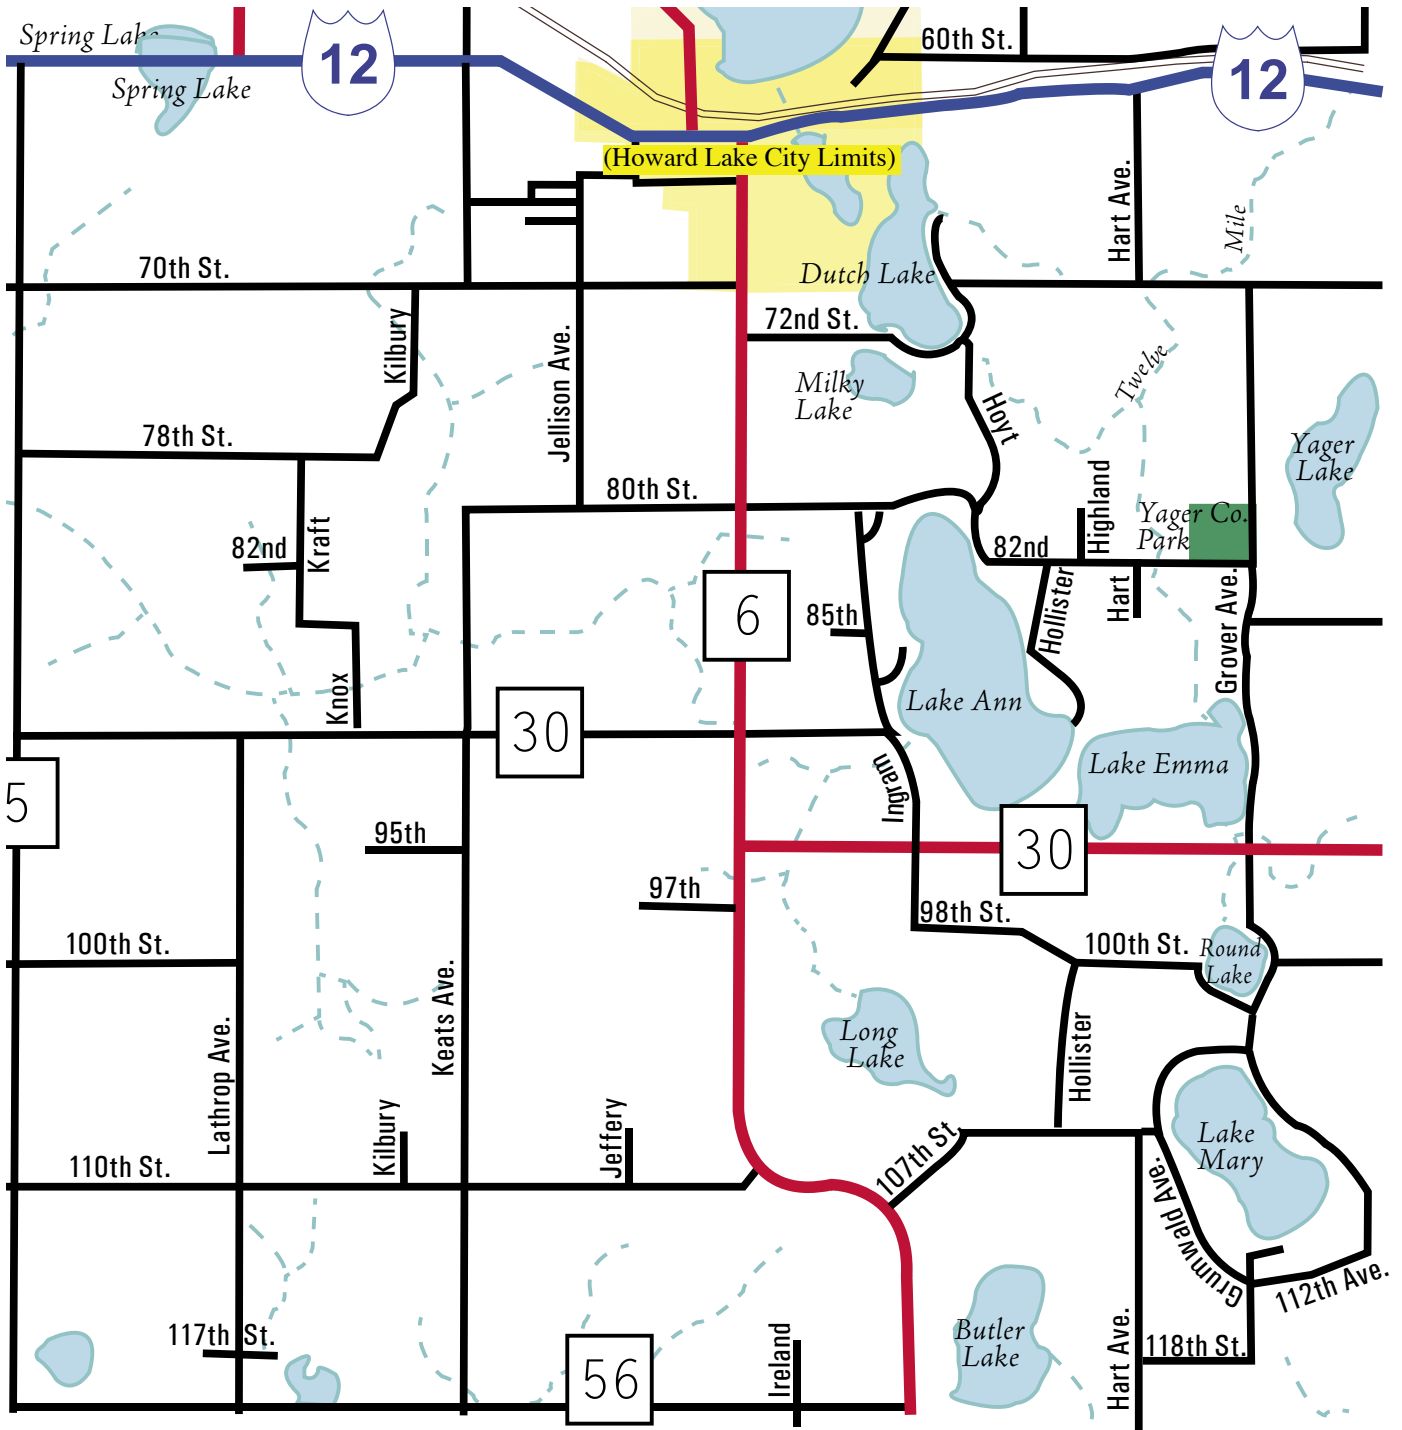 Spring Lake
12
60th St.
12
Spring Lake
(Howard Lake City Limits)
Hart Ave.
Mile
70th St.
Dutch Lake
72nd St.
Kilbury
Jellison Ave.
Milky
Lake
Twelve
Hoyt
78th St.
Yager
Lake
80th St.
Highland
Yager Co.
Park
82nd
Kraft
82nd
Hollister
Hart
6
85th
Grover Ave.
Knox
Lake Ann
30
Lake Emma
5
Ingram
95th
30
97th
98th St.
100th St.
100th St.
Round
Lake
Keats Ave.
Lathrop Ave.
Long
Lake
Hollister
Kilbury
Jeffery
107th St.
Lake
Mary
110th St.
Grumwald Ave.
112th Ave.
117th St.
Butler
Lake
118th St.
Hart Ave.
Ireland
56